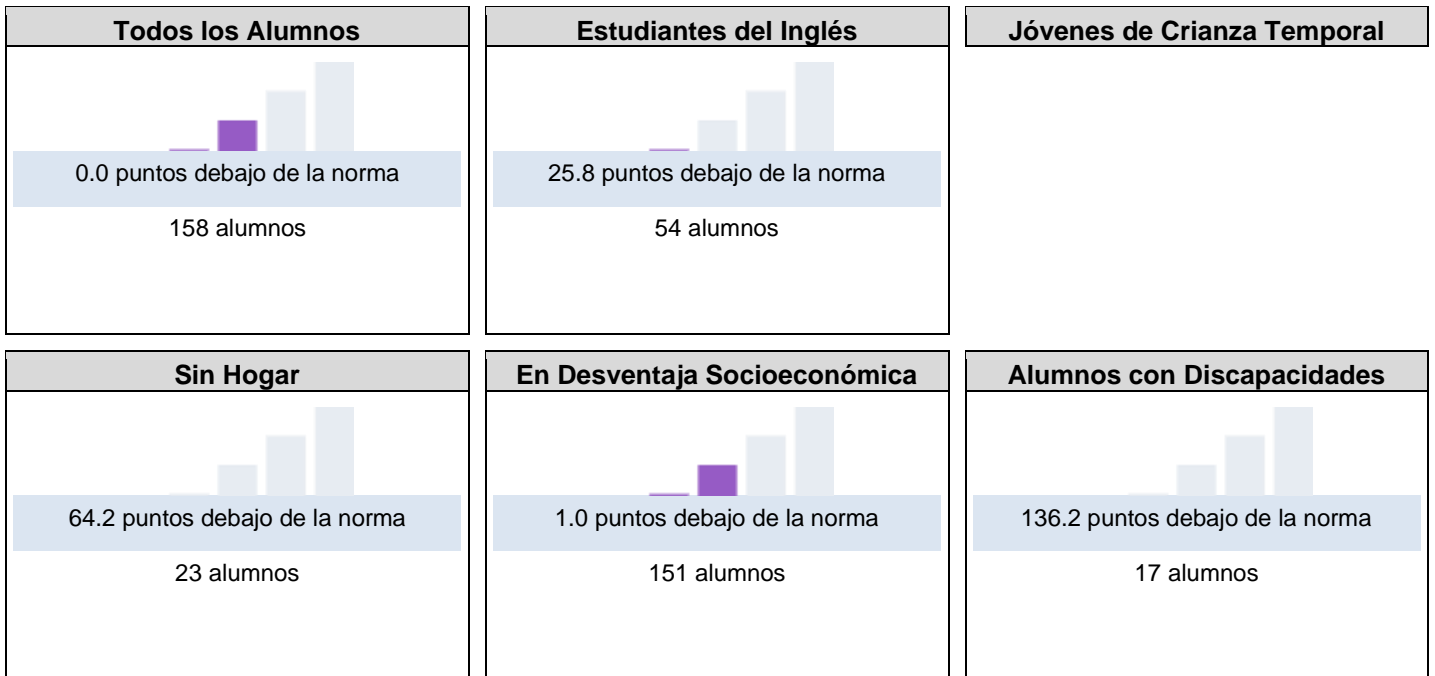 Todos los Alumnos
0.0 puntos debajo de la norma
158 alumnos
Estudiantes del Inglés
25.8 puntos debajo de la norma
54 alumnos
Jóvenes de Crianza Temporal
Sin Hogar
64.2 puntos debajo de la norma
23 alumnos
En Desventaja Socioeconómica
1.0 puntos debajo de la norma
151 alumnos
Alumnos con Discapacidades
136.2 puntos debajo de la norma
17 alumnos